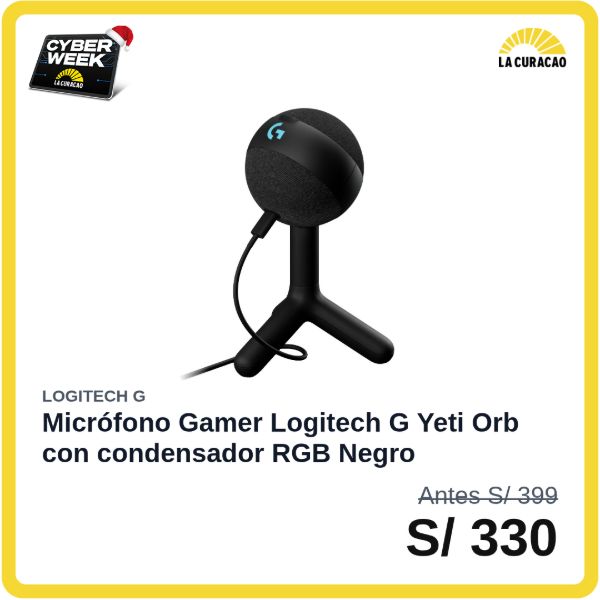 CYBER
WEEK
LA CURACAO
LA CURACAO
G
LOGITECH G
Micrófono Gamer Logitech G Yeti Orb
con condensador RGB Negro
Antes S/ 399
S/ 330